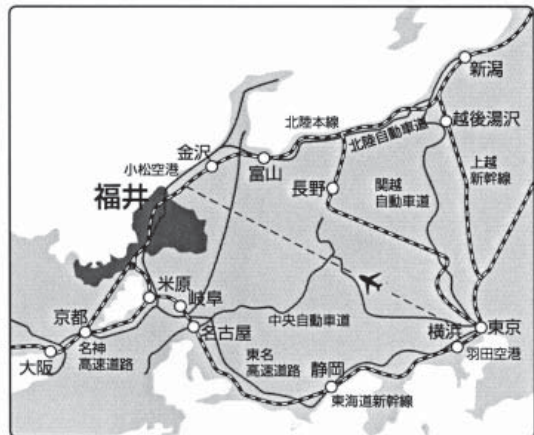 新潟
越後湯沢
北陸本線
北陸自動車道
金沢
小松空港
富山
長野
関越
自動車道
上越
新幹線
福井
米原
岐阜
京都
名神
高速道路
大阪
名古屋
中央自動車道
東名
高速道路
静岡
東海道新幹線
横浜
東京
羽田空港